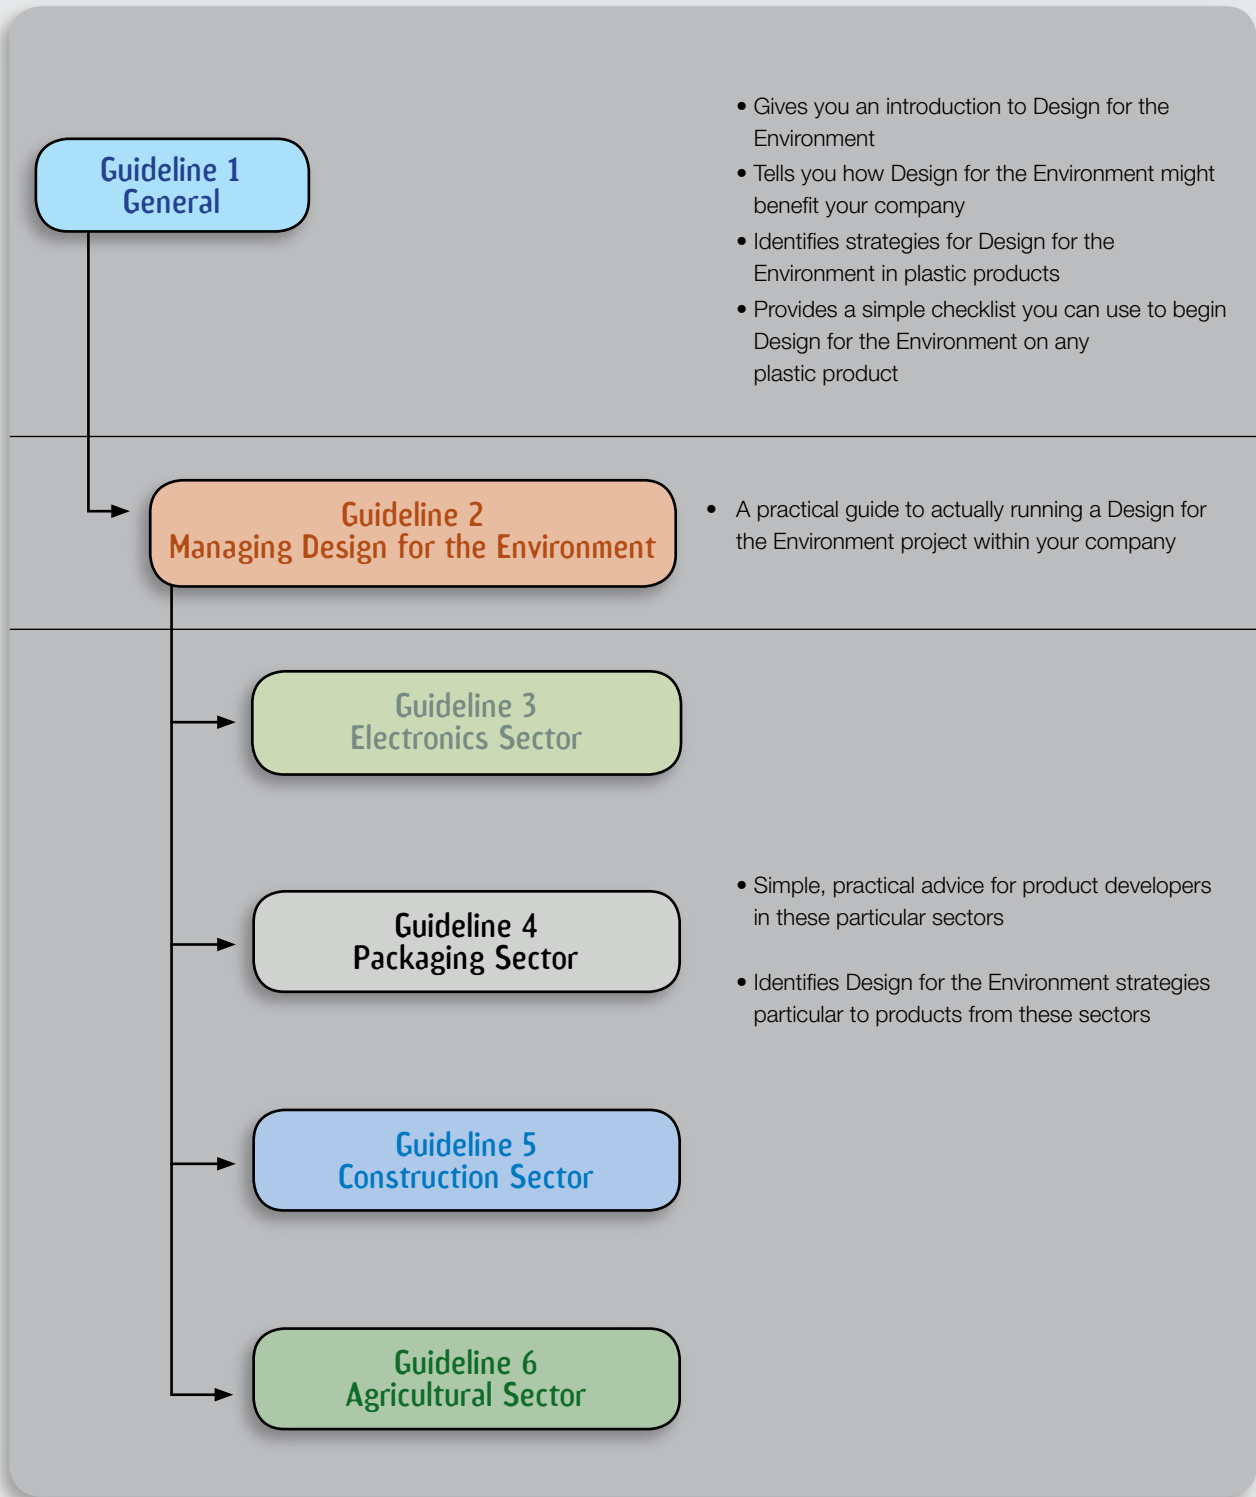 Guideline 1
General
• Gives you an introduction to Design for the
Environment
• Tells you how Design for the Environment might
benefit your company
• Identifies strategies for Design for the
Environment in plastic products
• Provides a simple checklist you can use to begin
Design for the Environment on any
plastic product
Guideline 2
Managing Design for the Environment
• A practical guide to actually running a Design for
the Environment project within your company
Guideline 3
Electronics Sector
Guideline 4
Packaging Sector
• Simple, practical advice for product developers
in these particular sectors
• Identifies Design for the Environment strategies
particular to products from these sectors
Guideline 5
Construction Sector
Guideline 6
Agricultural Sector